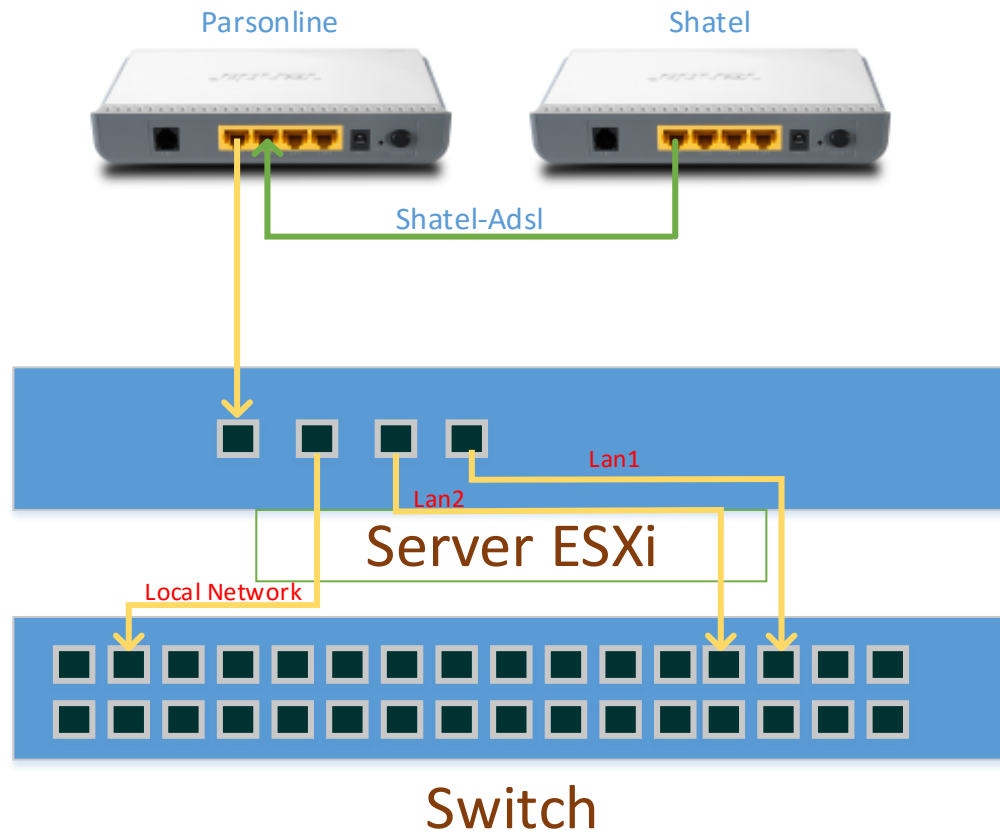 Parsonline
Shatel
Shatel-Adsl
Lan1
Lan2
Server ESXi
Local Network
Switch